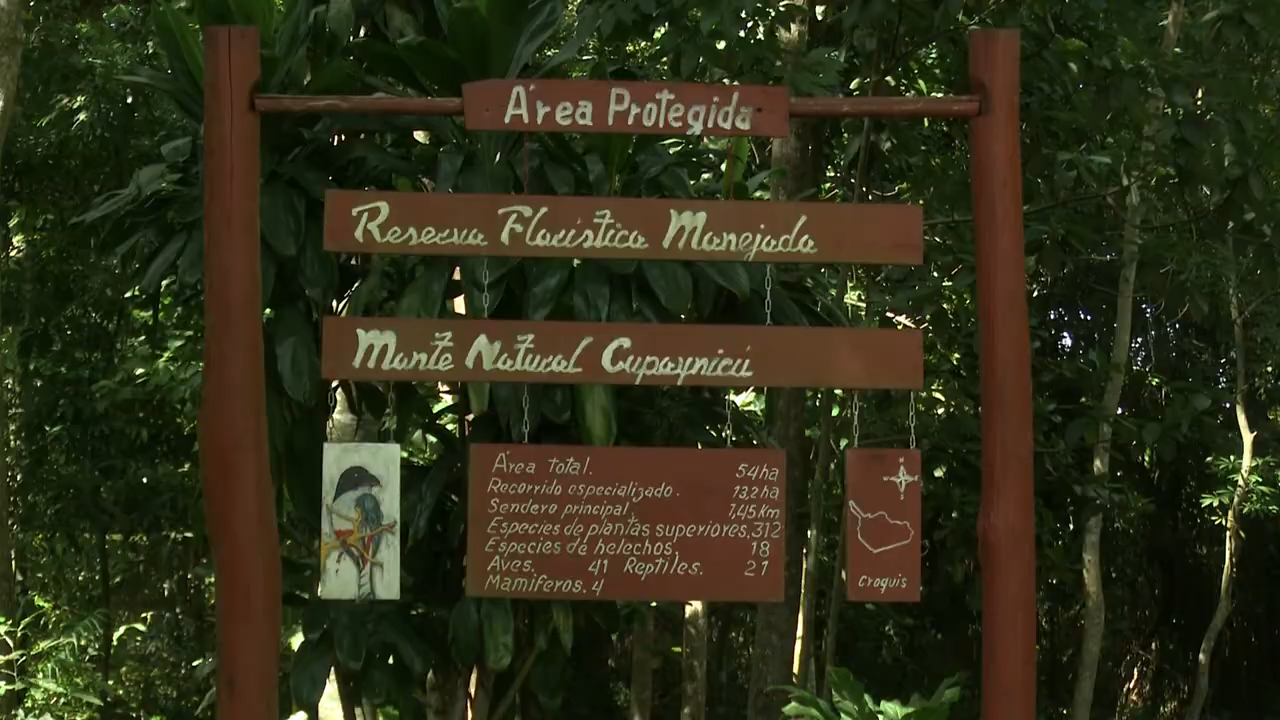 Área Protegida
Reserva Florística Manejada
Monte Natural Cupaynicú
Área total. 54ha
Recorrido especializado. 13,2ha
Sendero principal. 1,45Km
Especies de plantas superiores. 312
Especies de helechos. 18
Aves. 41 Reptiles. 21
Mamiferos. 4
N
Croquis